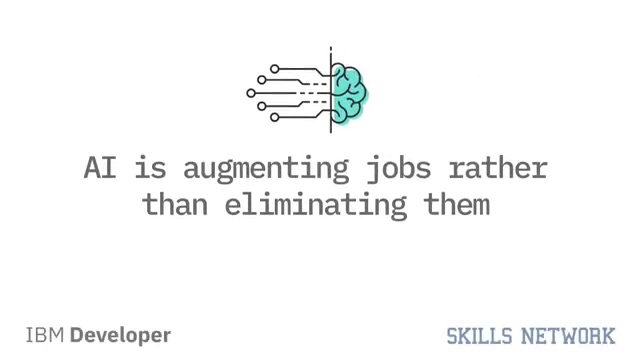 AI is augmenting jobs rather
than eliminating them
IBM Developer
SKILLS NETWORK